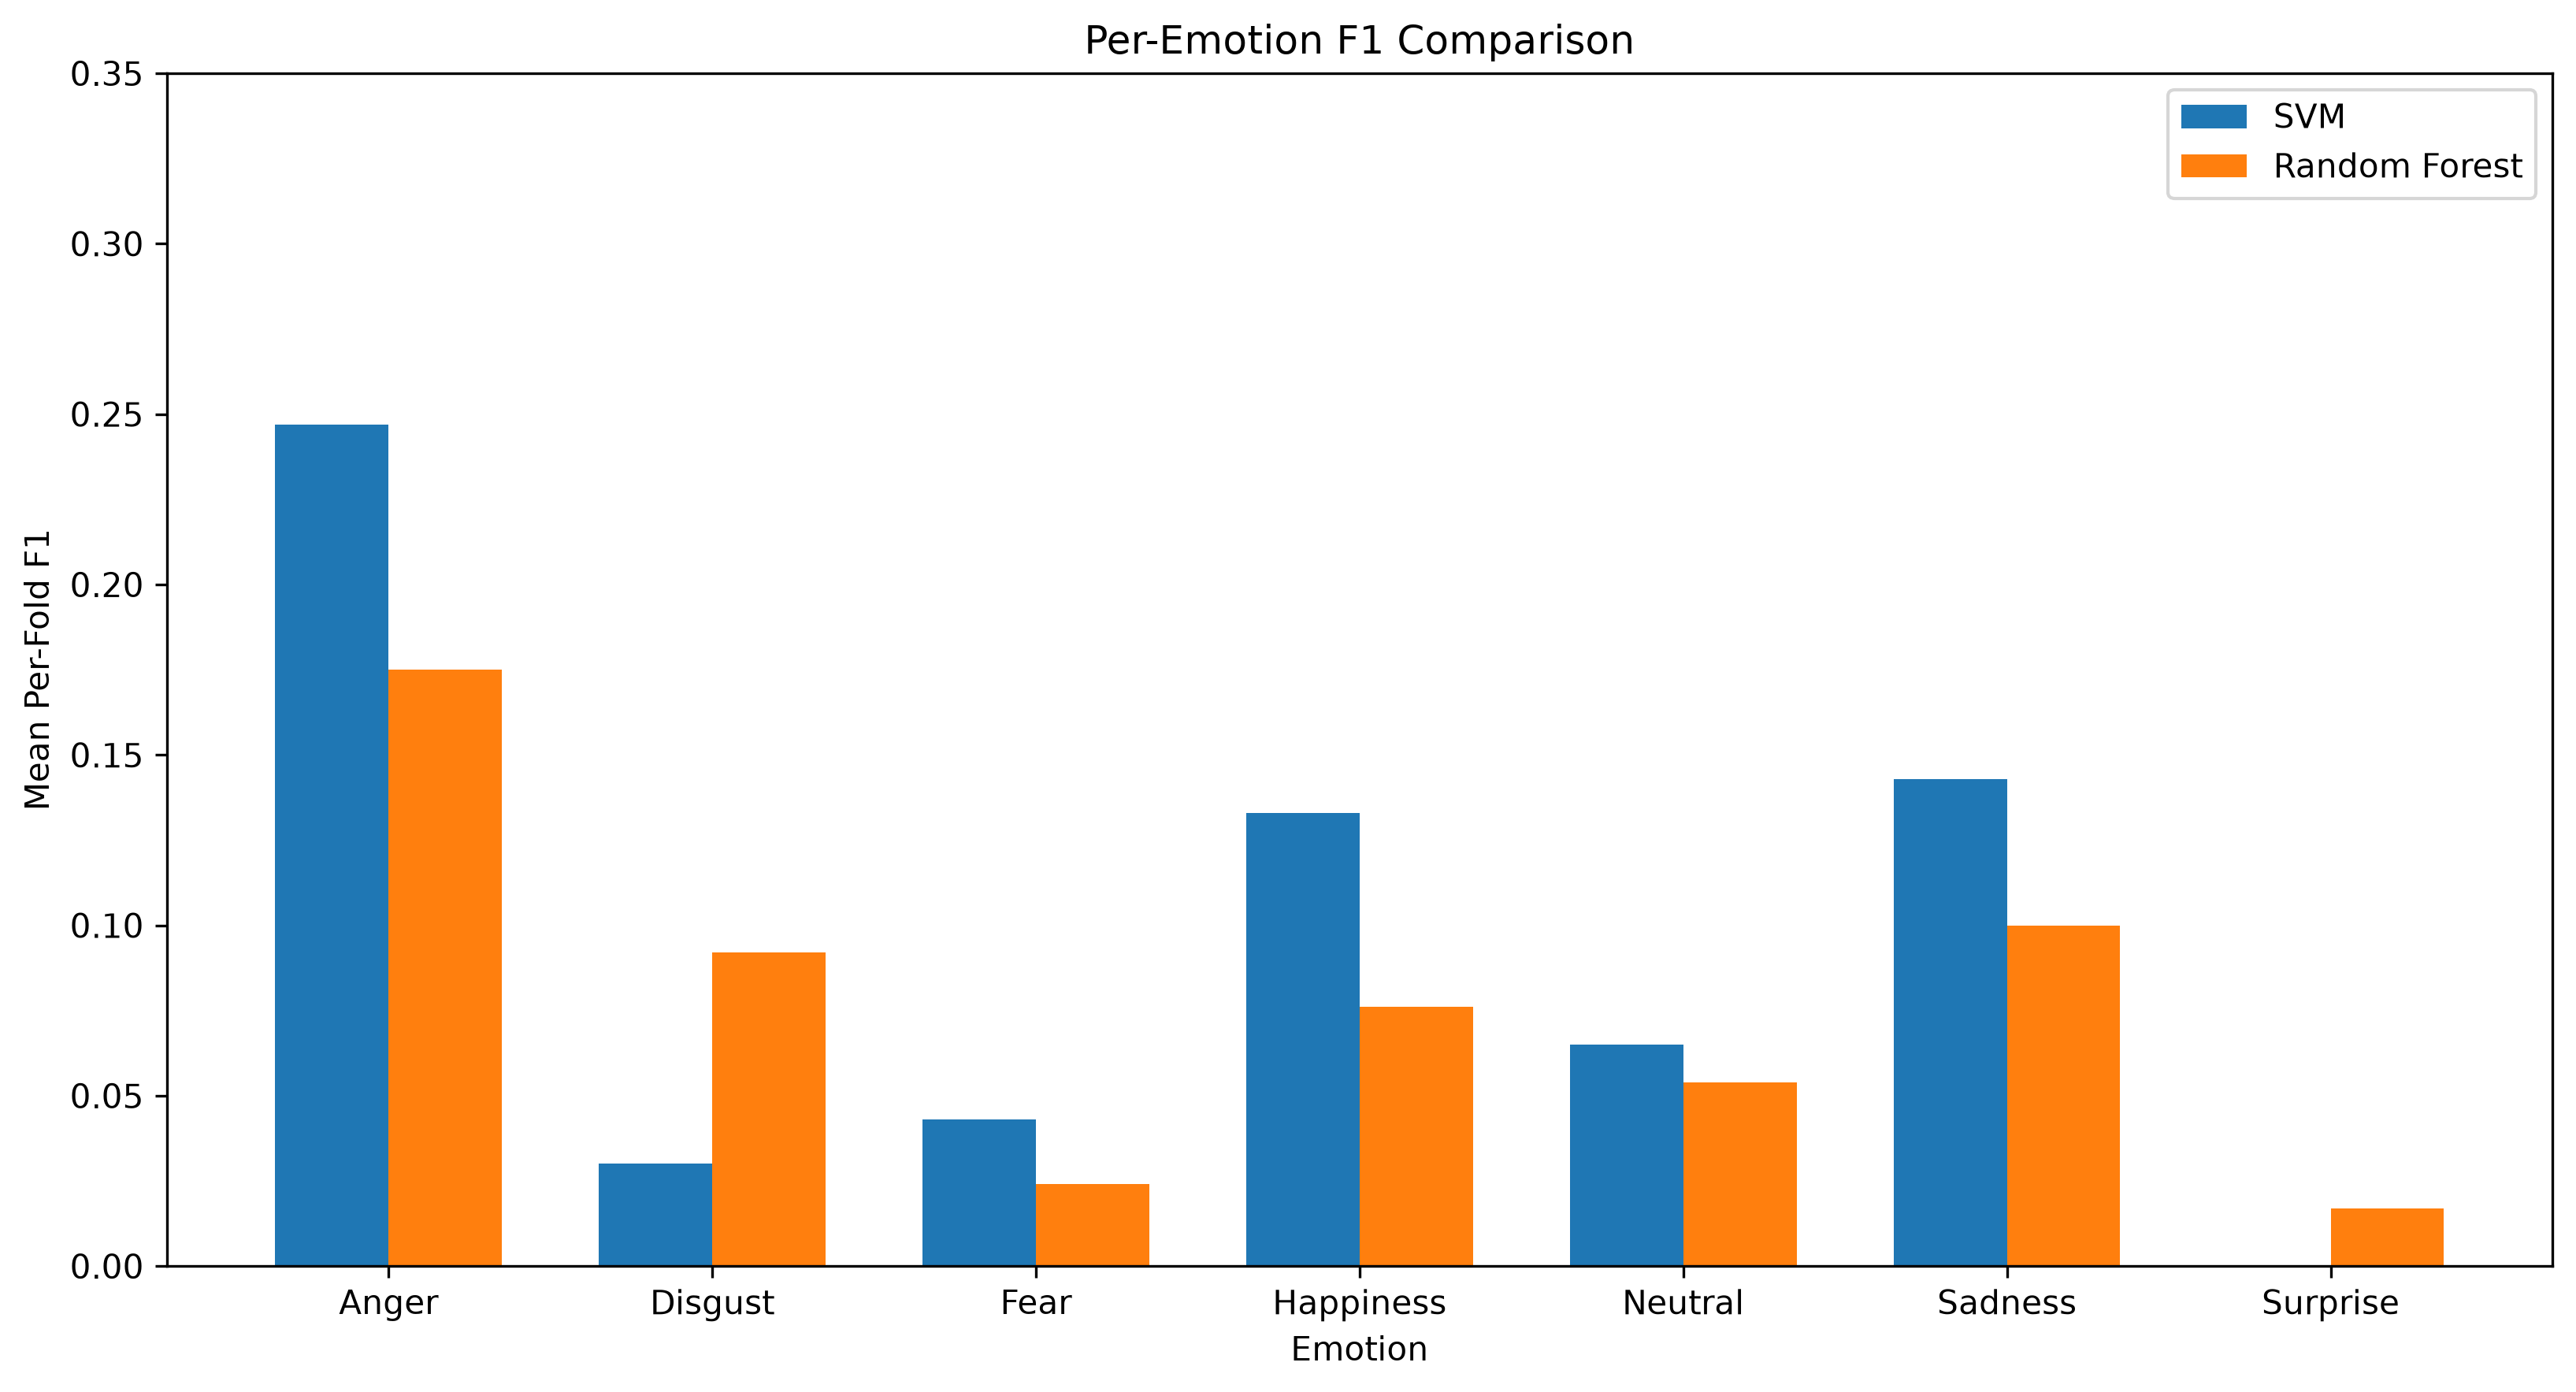 Per-Emotion F1 Comparison
SVM
Random Forest
0.35
0.30
0.25
0.20
0.15
0.10
0.05
0.00
Mean Per-Fold F1
Anger
Disgust
Fear
Happiness
Neutral
Sadness
Surprise
Emotion